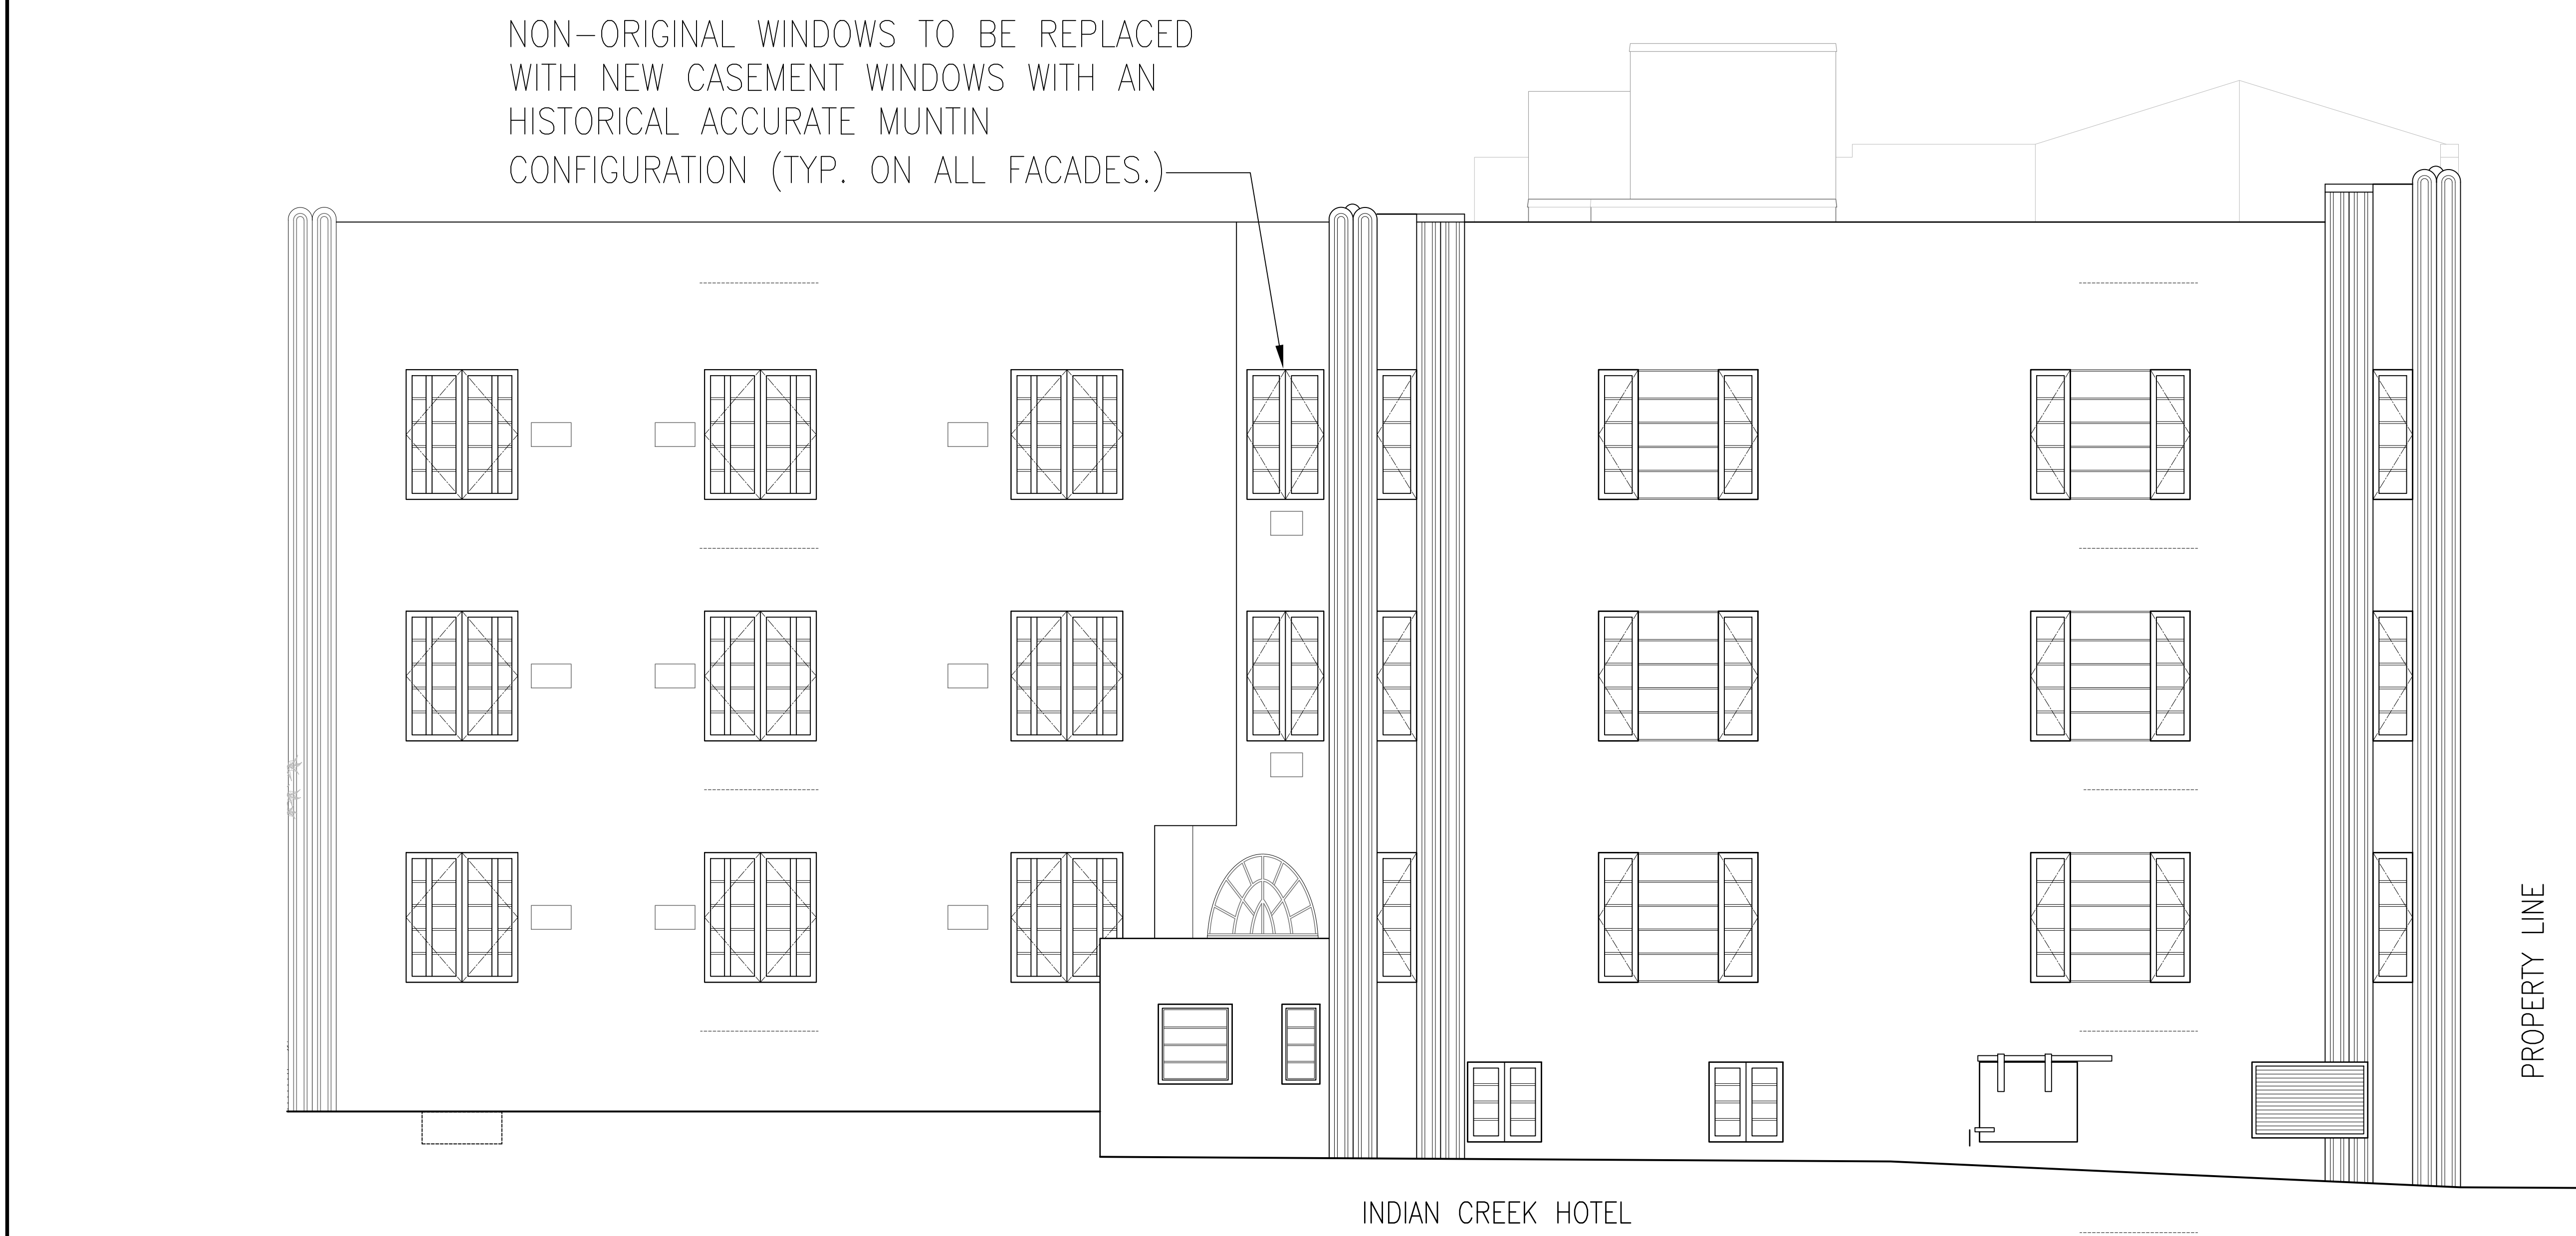 NON-ORIGINAL WINDOWS TO BE REPLACED
WITH NEW CASEMENT WINDOWS WITH AN
HISTORICAL ACCURATE MUNTIN
CONFIGURATION (TYP. ON ALL FACADES.)
PROPERTY LINE
INDIAN CREEK HOTEL